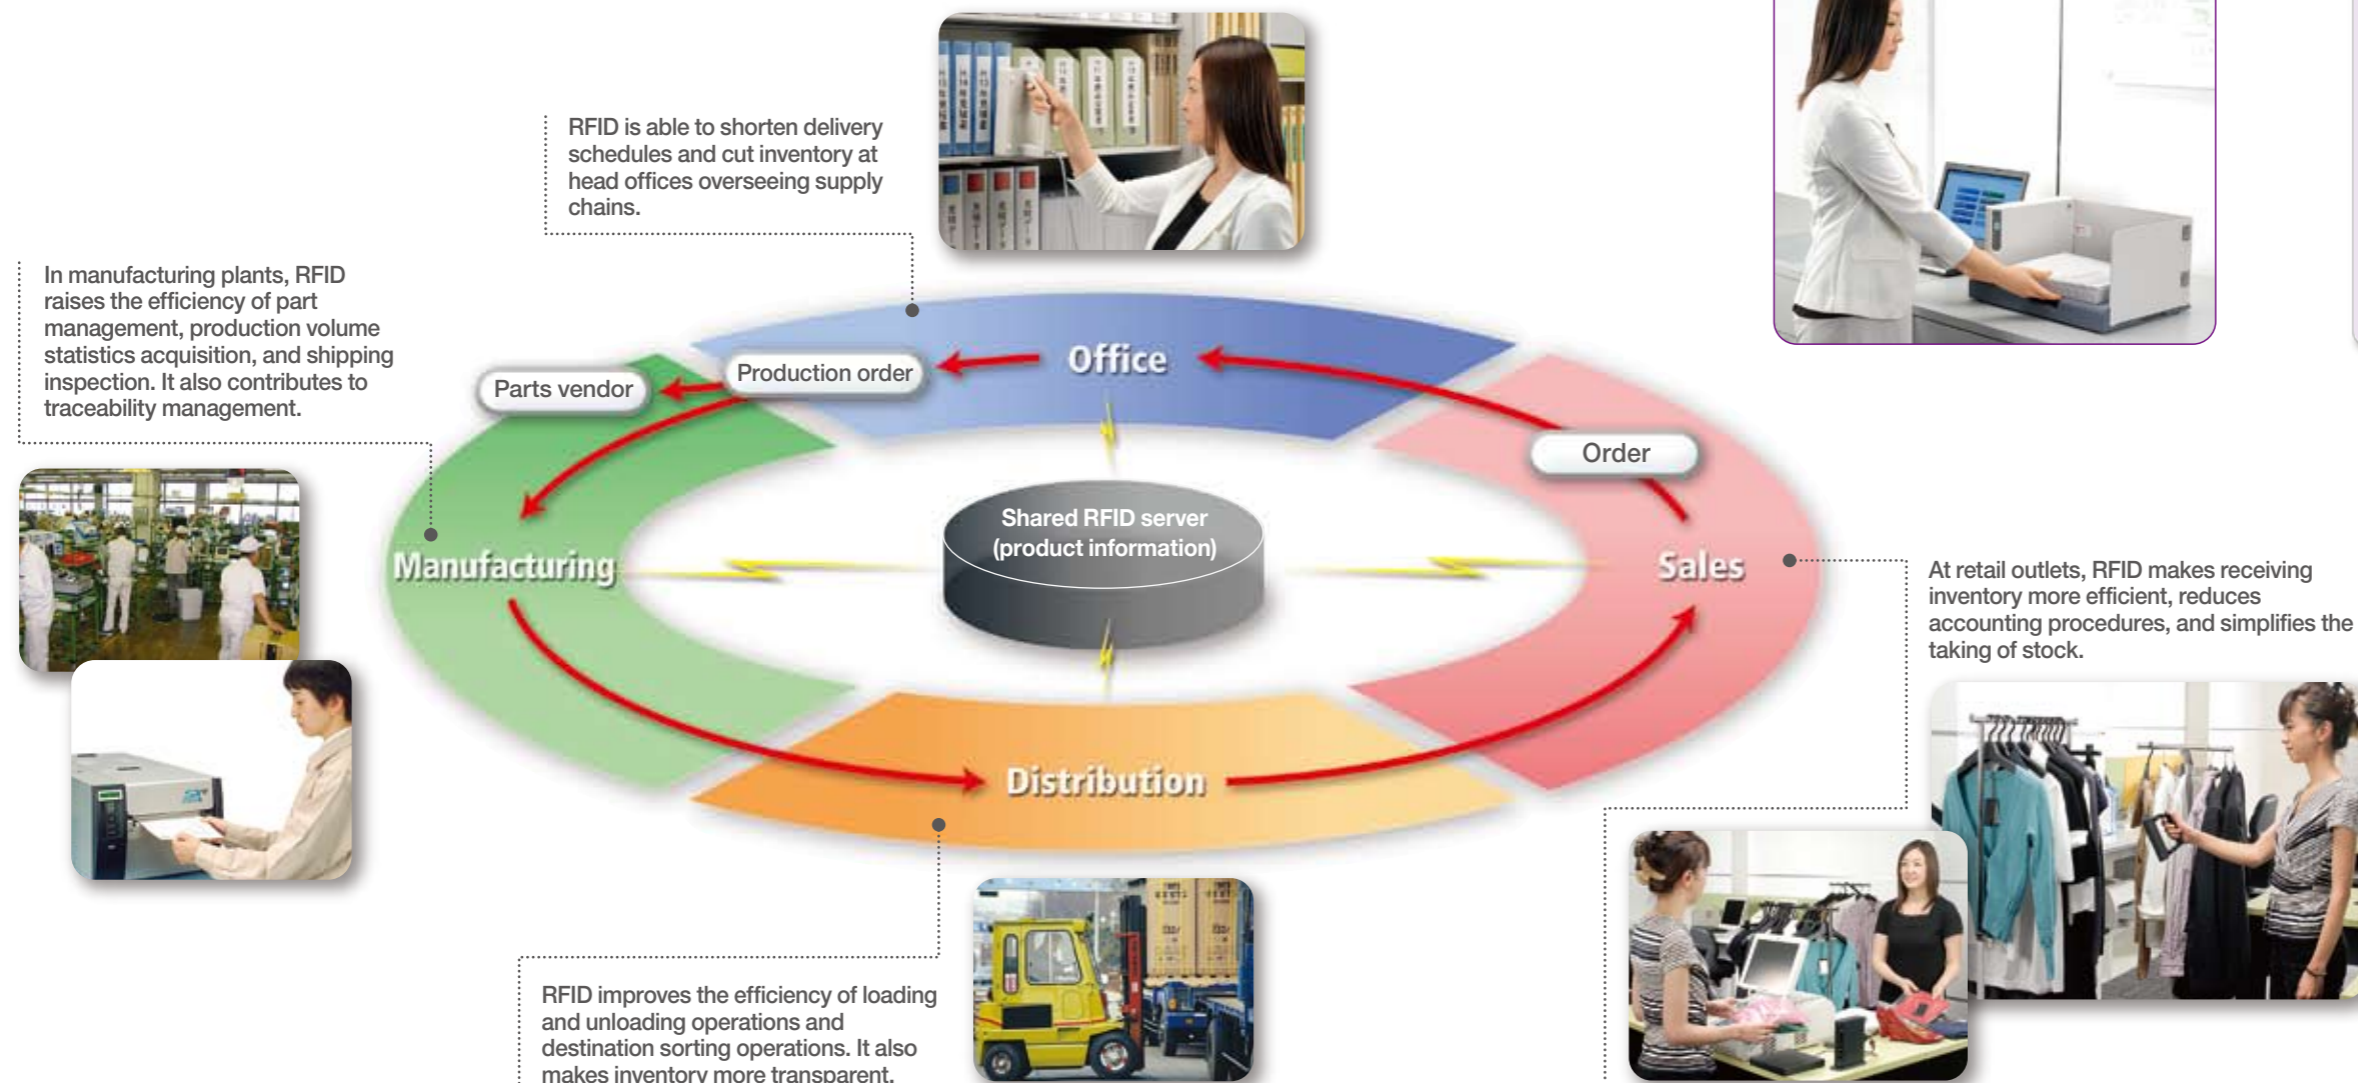 RFID is able to shorten delivery
schedules and cut inventory at
head offices overseeing supply
chains.
In manufacturing plants, RFID
raises the efficiency of part
management, production volume
statistics acquisition, and shipping
inspection. It also contributes to
traceability management.
Office
Production order
Parts vendor
Order
Shared RFID server
(product information)
Manufacturing
Sales
At retail outlets, RFID makes receiving
inventory more efficient, reduces
accounting procedures, and simplifies the
taking of stock.
Distribution
RFID improves the efficiency of loading
and unloading operations and
destination sorting operations. It also
makes inventory more transparent.